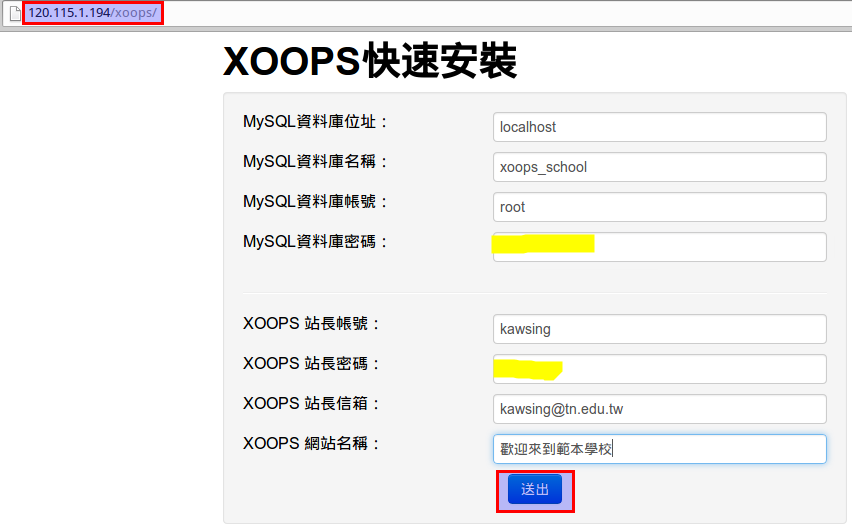 120.115.1.194/xoops/
XOOPS快速安裝
MySQL資料庫位址： localhost
MySQL資料庫名稱： xoops_school
MySQL資料庫帳號： root
MySQL資料庫密碼：
XOOPS 站長帳號： kawsing
XOOPS 站長密碼：
XOOPS 站長信箱： kawsing@tn.edu.tw
XOOPS 網站名稱： 歡迎來到範本學校
送出